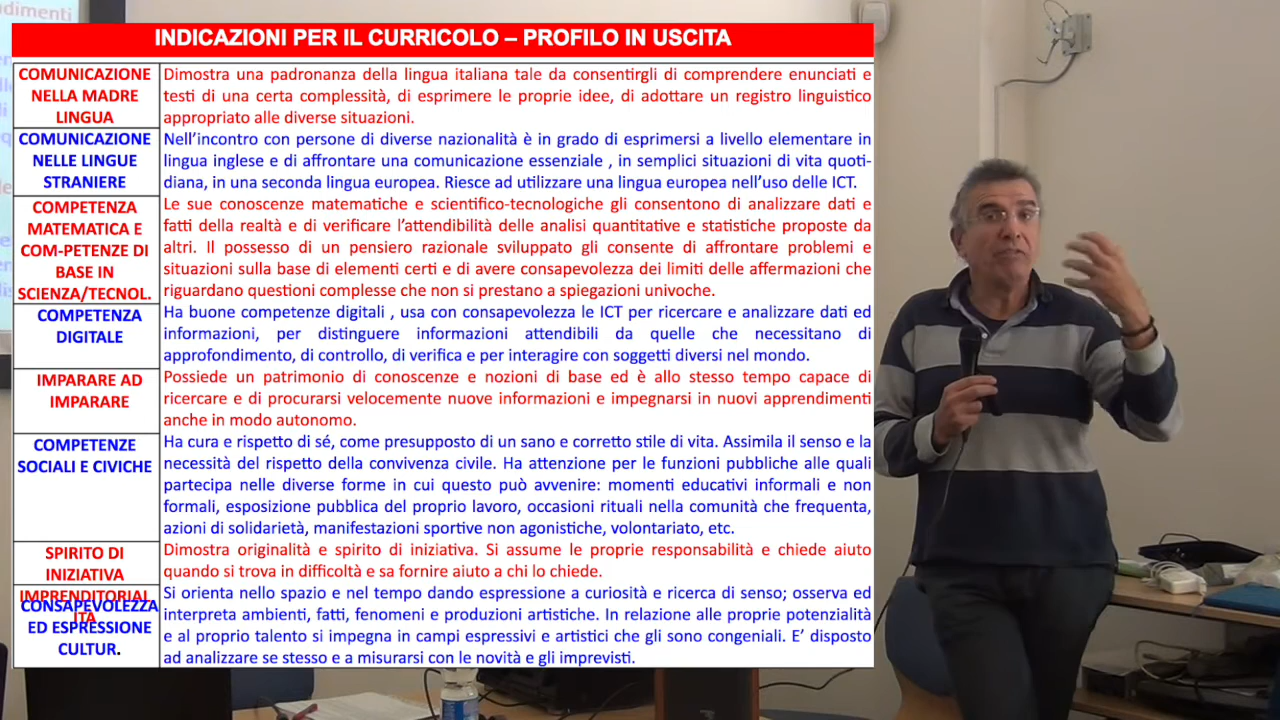 dimenti
INDICAZIONI PER IL CURRICOLO – PROFILO IN USCITA
COMUNICAZIONE
NELLA MADRE
LINGUA
Dimostra una padronanza della lingua italiana tale da consentirgli di comprendere enunciati e
testi di una certa complessità, di esprimere le proprie idee, di adottare un registro linguistico
appropriato alle diverse situazioni.
COMUNICAZIONE
NELLE LINGUE
STRANIERE
Nell’incontro con persone di diverse nazionalità è in grado di esprimersi a livello elementare in
lingua inglese e di affrontare una comunicazione essenziale , in semplici situazioni di vita quoti-
diana, in una seconda lingua europea. Riesce ad utilizzare una lingua europea nell’uso delle ICT.
COMPETENZA
MATEMATICA E
COM-PETENZE DI
BASE IN
SCIENZA/TECNOL.
Le sue conoscenze matematiche e scientifico-tecnologiche gli consentono di analizzare dati e
fatti della realtà e di verificare l’attendibilità delle analisi quantitative e statistiche proposte da
altri. Il possesso di un pensiero razionale sviluppato gli consente di affrontare problemi e
situazioni sulla base di elementi certi e di avere consapevolezza dei limiti delle affermazioni che
riguardano questioni complesse che non si prestano a spiegazioni univoche.
COMPETENZA
DIGITALE
Ha buone competenze digitali , usa con consapevolezza le ICT per ricercare e analizzare dati ed
informazioni, per distinguere informazioni attendibili da quelle che necessitano di
approfondimento, di controllo, di verifica e per interagire con soggetti diversi nel mondo.
IMPARARE AD
IMPARARE
Possiede un patrimonio di conoscenze e nozioni di base ed è allo stesso tempo capace di
ricercare e di procurarsi velocemente nuove informazioni e impegnarsi in nuovi apprendimenti
anche in modo autonomo.
COMPETENZE
SOCIALI E CIVICHE
Ha cura e rispetto di sé, come presupposto di un sano e corretto stile di vita. Assimila il senso e la
necessità del rispetto della convivenza civile. Ha attenzione per le funzioni pubbliche alle quali
partecipa nelle diverse forme in cui questo può avvenire: momenti educativi informali e non
formali, esposizione pubblica del proprio lavoro, occasioni rituali nella comunità che frequenta,
azioni di solidarietà, manifestazioni sportive non agonistiche, volontariato, etc.
SPIRITO DI
INIZIATIVA
IMPRENDITORIAL
ITA
Dimostra originalità e spirito di iniziativa. Si assume le proprie responsabilità e chiede aiuto
quando si trova in difficoltà e sa fornire aiuto a chi lo chiede.
CONSAPEVOLEZZA
ED ESPRESSIONE
CULTUR.
Si orienta nello spazio e nel tempo dando espressione a curiosità e ricerca di senso; osserva ed
interpreta ambienti, fatti, fenomeni e produzioni artistiche. In relazione alle proprie potenzialità
e al proprio talento si impegna in campi espressivi e artistici che gli sono congeniali. E’ disposto
ad analizzare se stesso e a misurarsi con le novità e gli imprevisti.